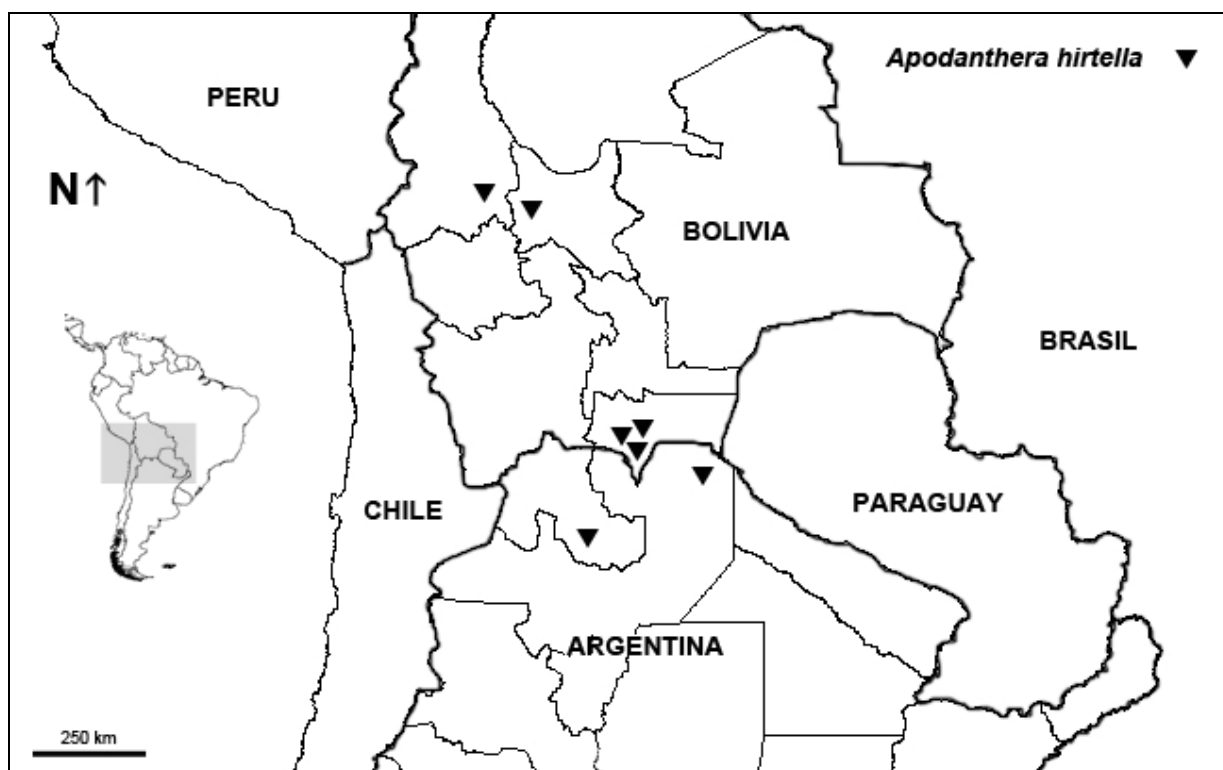 Apodanthera hirtella
PERU
N↑
BOLIVIA
BRASIL
CHILE
PARAGUAY
ARGENTINA
250 km